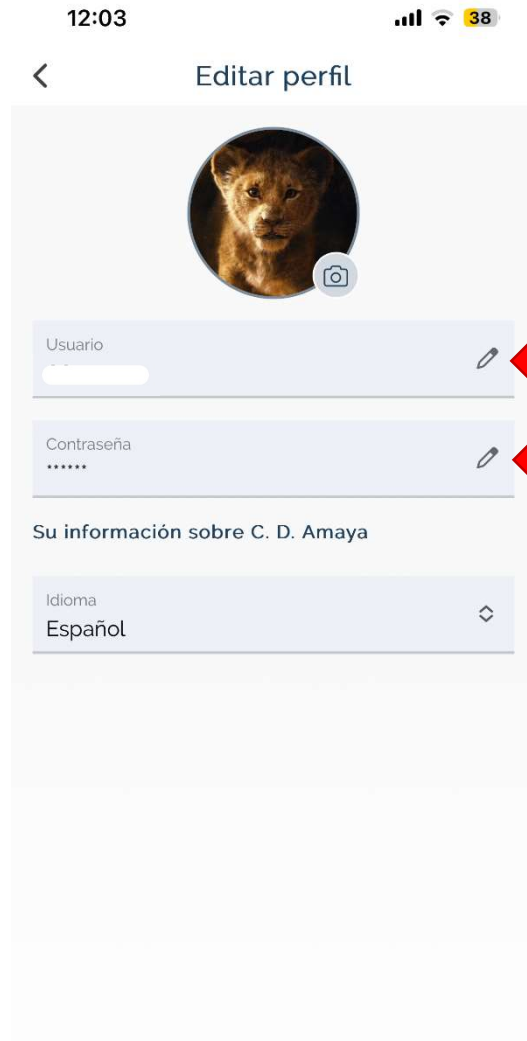 12:03
38
Editar perfil
Usuario
Contraseña
••••••
Su información sobre C. D. Amaya
Idioma
Español